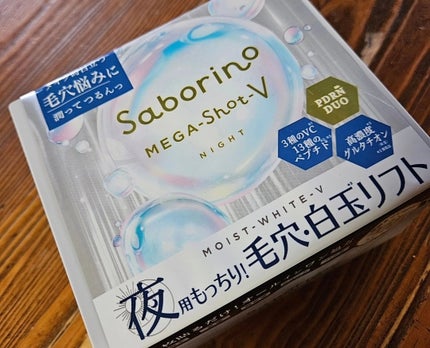 毛穴悩みに
潤ってつるんっ
Saborino
MEGA-Shot-V
NIGHT
PDRN
DUO
3種のVC
13種の
ペプチド
高濃度
グルタチオン
MOIST-WHITE-V
夜用もっちり!毛穴・白玉リフト